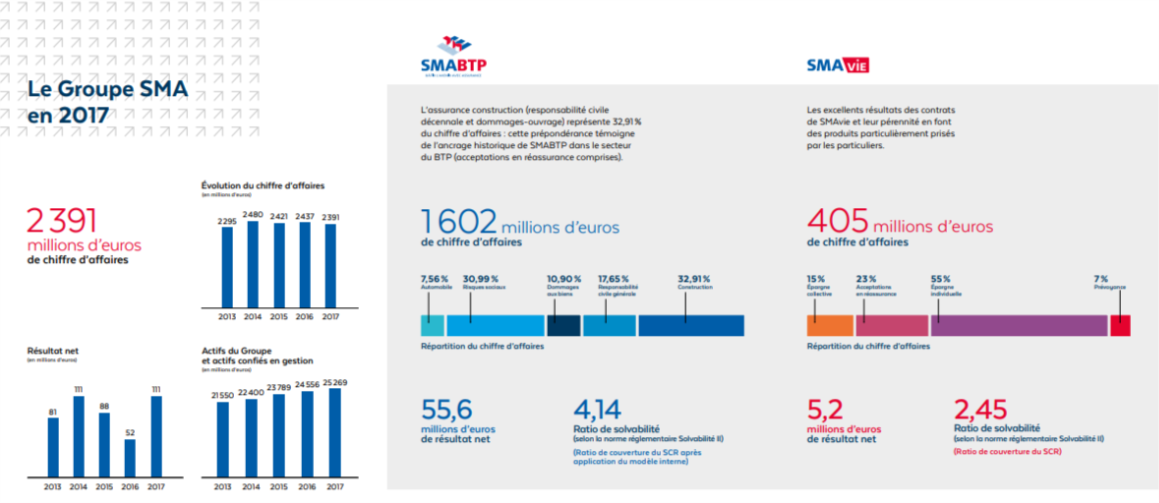 Le Groupe SMA
en 2017
2 391
millions d'euros
de chiffre d'affaires
Évolution du chiffre d'affaires
(en millions d'euros)
2295 2480 2421 2437 2391
2013 2014 2015 2016 2017
Résultat net
(en millions d'euros)
81 111 88 52 111
2013 2014 2015 2016 2017
Actifs du Groupe
et actifs confiés en gestion
(en millions d'euros)
21 550 22 400 23 789 24 556 25 269
2013 2014 2015 2016 2017
SMABTP
L'assurance construction (responsabilité civile
décennale et dommages-ouvrage) représente 32,91 %
du chiffre d'affaires : cette prépondérance témoigne
de l'ancrage historique de SMABTP dans le secteur
du BTP (acceptations en réassurance comprises).
1 602 millions d'euros
de chiffre d'affaires
7,56 % 30,99 % 10,90 % 17,65 % 32,91 %
Automobile Risques sociaux Dommages Responsabilité Construction
aux biens civile générale
Répartition du chiffre d'affaires
55,6
millions d'euros
de résultat net
4,14
Ratio de solvabilité
(selon la norme réglementaire Solvabilité II)
(Ratio de couverture du SCR après
application du modèle interne)
SMAVIE
Les excellents résultats des contrats
de SMAvie et leur pérennité en font
des produits particulièrement prisés
par les particuliers.
405 millions d'euros
de chiffre d'affaires
15 % 23 % 55 % 7 %
Épargne Acceptations Épargne Prévoyance
collective en réassurance individuelle
Répartition du chiffre d'affaires
5,2
millions d'euros
de résultat net
2,45
Ratio de solvabilité
(selon la norme réglementaire Solvabilité II)
(Ratio de couverture du SCR)